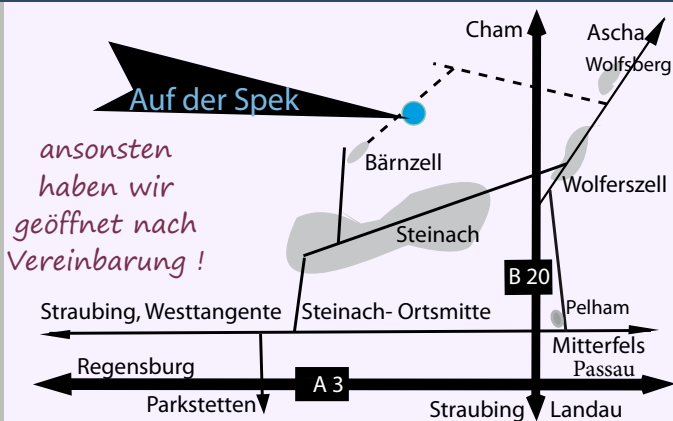 Cham
Ascha
Wolfsberg
Auf der Spek
ansonsten
haben wir
geöffnet nach
Vereinbarung !
Bärnzell
Wolferszell
Steinach
B 20
Pelham
Straubing, Westtangente
Steinach- Ortsmitte
Mitterfels
Regensburg
Passau
A 3
Parkstetten
Straubing
Landau